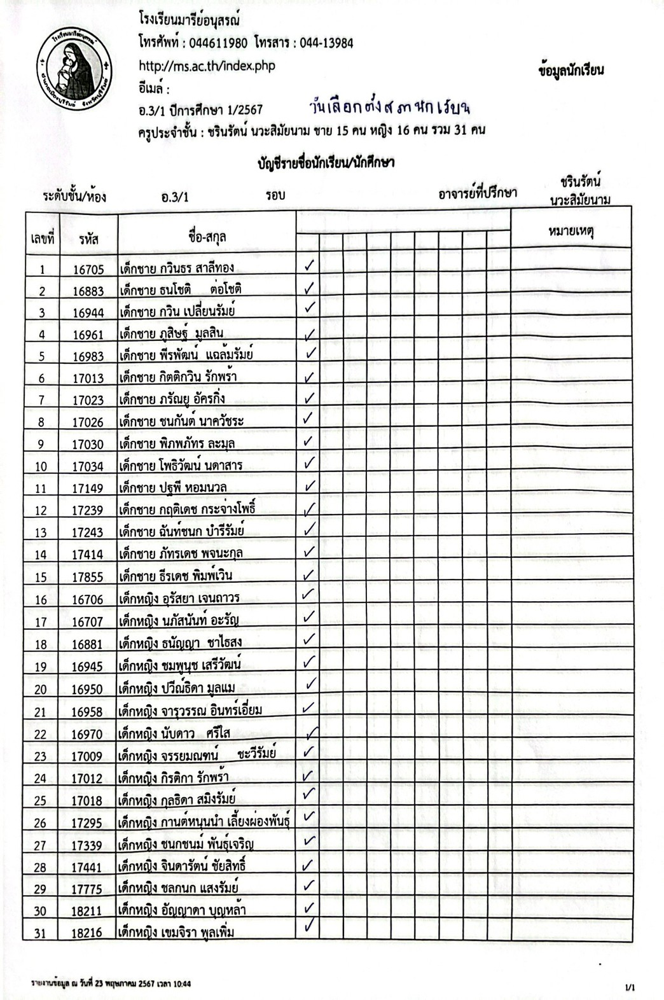 โรงเรียนมารีย์อนุสรณ์
โทรศัพท์ : 044611980 โทรสาร : 044-13984
http://ms.ac.th/index.php
ข้อมูลนักเรียน
อีเมล์ :
อ.3/1 ปีการศึกษา 1/2567 วันเลือกตั้งสภานักเรียน
ครูประจำชั้น : ชรินรัตน์ นวะสิมัยนาม ชาย 15 คน หญิง 16 คน รวม 31 คน
บัญชีรายชื่อนักเรียน/นักศึกษา
ระดับชั้น/ห้อง อ.3/1 รอบ อาจารย์ที่ปรึกษา ชรินรัตน์ นวะสิมัยนาม
เลขที่ รหัส ชื่อ-สกุล หมายเหตุ
1 16705 เด็กชาย กวินธร สาลีทอง ✓
2 16883 เด็กชาย ธนโชติ ต่อโชติ ✓
3 16944 เด็กชาย กวิน เปลี่ยนรัมย์ ✓
4 16961 เด็กชาย ภูสิษฐ์ มูลสิน ✓
5 16983 เด็กชาย พีรพัฒน์ แฉล้มรัมย์ ✓
6 17013 เด็กชาย กิตติกวิน รักพร้า ✓
7 17023 เด็กชาย ภรัณยู อัครกิ่ง ✓
8 17026 เด็กชาย ชนกันต์ นาควัชระ ✓
9 17030 เด็กชาย พิภพภัทร ละมุล ✓
10 17034 เด็กชาย โพธิวัฒน์ นดาสาร ✓
11 17149 เด็กชาย ปฐพี หอมนวล ✓
12 17239 เด็กชาย กฤติเดช กระจ่างโพธิ์ ✓
13 17243 เด็กชาย ฉันท์ชนก บำรีรัมย์ ✓
14 17414 เด็กชาย ภัทรเดช พจนะกุล ✓
15 17855 เด็กชาย ธีรเดช พิมพ์เวิน ✓
16 16706 เด็กหญิง อุรัสยา เจนถาวร ✓
17 16707 เด็กหญิง นภัสนันท์ อะรัญ ✓
18 16881 เด็กหญิง ธนัญญา ชาไธสง ✓
19 16945 เด็กหญิง ชมพูนุช เสรีวัฒน์ ✓
20 16950 เด็กหญิง ปวีณ์ธิดา มูลแม ✓
21 16958 เด็กหญิง จารุวรรณ อินทร์เอี่ยม ✓
22 16970 เด็กหญิง นับดาว ศรีใส ✓
23 17009 เด็กหญิง จรรยมณฑน์ ชะวีรัมย์ ✓
24 17012 เด็กหญิง กิรติกา รักพร้า ✓
25 17018 เด็กหญิง กุลธิดา สมิงรัมย์ ✓
26 17295 เด็กหญิง กานต์หนุนนำ เลี้ยงผ่องพันธุ์ ✓
27 17339 เด็กหญิง ชนกชนม์ พันธุ์เจริญ ✓
28 17441 เด็กหญิง จินดารัตน์ ชัยสิทธิ์ ✓
29 17775 เด็กหญิง ชลกนก แสงรัมย์ ✓
30 18211 เด็กหญิง อัญญาดา บุญหล้า ✓
31 18216 เด็กหญิง เขมจิรา พูลเพิ่ม ✓
รายงานข้อมูล ณ วันที่ 23 พฤษภาคม 2567 เวลา 10:44
1/1